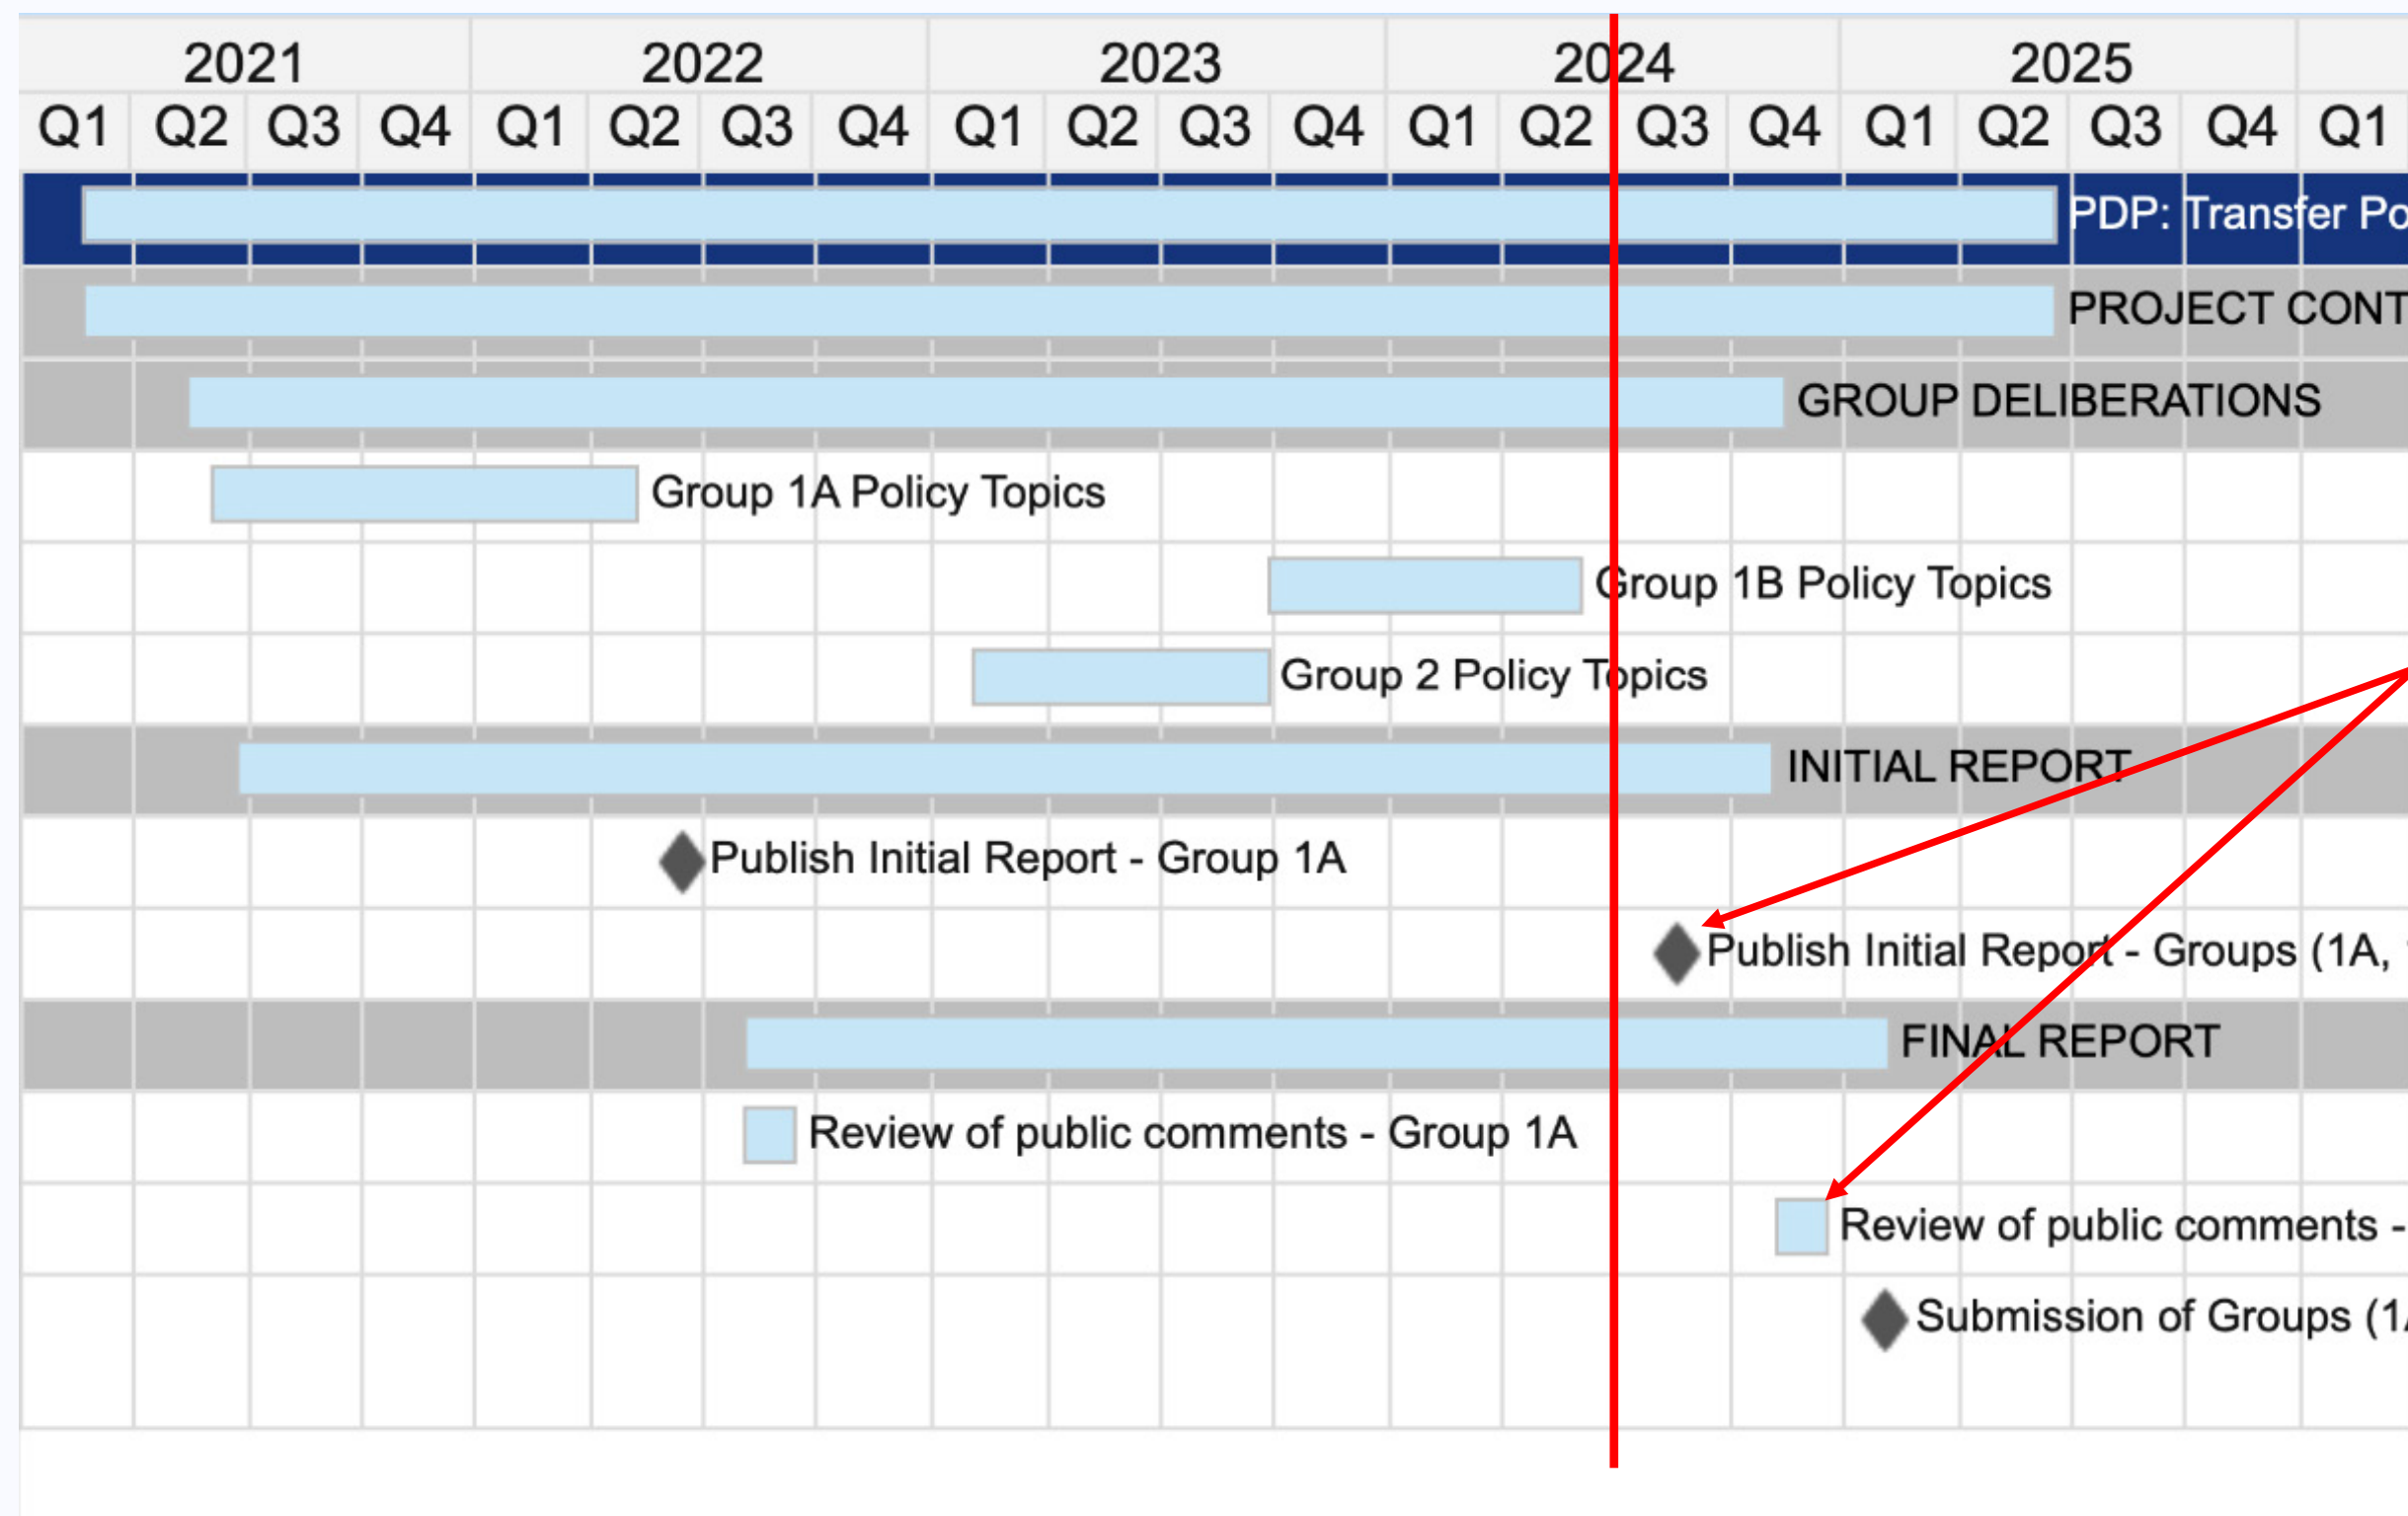 2021 2022 2023 2024 2025
Q1 Q2 Q3 Q4 Q1 Q2 Q3 Q4 Q1 Q2 Q3 Q4 Q1 Q2 Q3 Q4 Q1 Q2 Q3 Q4 Q1
PDP: Transfer Po
PROJECT CONT
GROUP DELIBERATIONS
Group 1A Policy Topics
Group 1B Policy Topics
Group 2 Policy Topics
INITIAL REPORT
Publish Initial Report - Group 1A
Publish Initial Report - Groups (1A,
FINAL REPORT
Review of public comments - Group 1A
Review of public comments -
Submission of Groups (1A